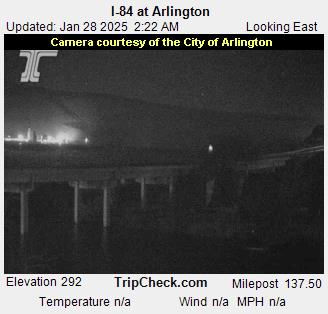 I-84 at Arlington
Updated: Jan 28 2025 2:22 AM Looking East
Camera courtesy of the City of Arlington
Elevation 292 TripCheck.com Milepost 137.50
Temperature n/a Wind n/a MPH n/a